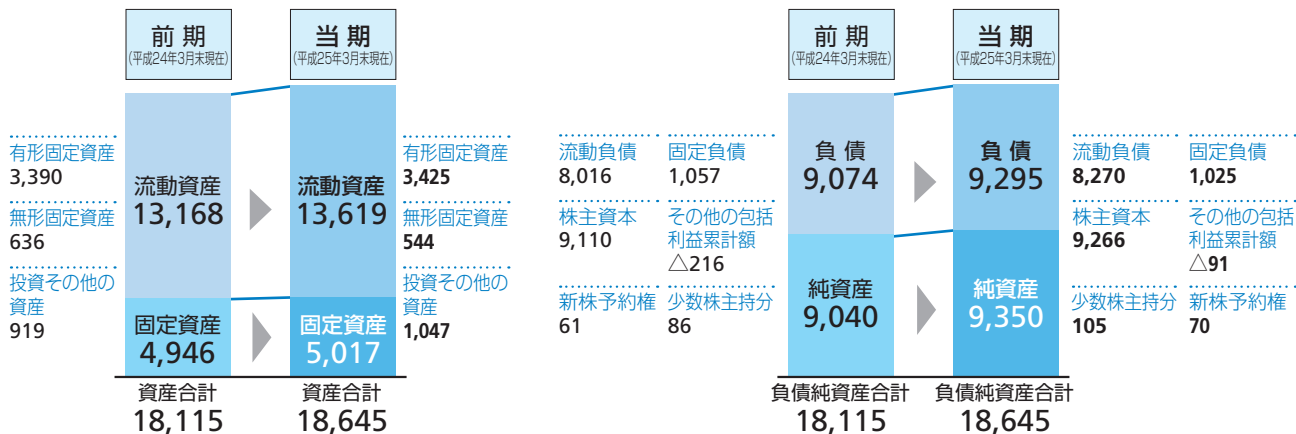 前期
(平成24年3月末現在)
当期
(平成25年3月末現在)
有形固定資産
3,390
無形固定資産
636
投資その他の
資産
919
流動資産
13,168
固定資産
4,946
資産合計
18,115
流動資産
13,619
固定資産
5,017
資産合計
18,645
有形固定資産
3,425
無形固定資産
544
投資その他の
資産
1,047
前期
(平成24年3月末現在)
当期
(平成25年3月末現在)
流動負債
8,016
固定負債
1,057
株主資本
9,110
その他の包括
利益累計額
△216
新株予約権
61
少数株主持分
86
負債
9,074
純資産
9,040
負債純資産合計
18,115
負債
9,295
純資産
9,350
負債純資産合計
18,645
流動負債
8,270
固定負債
1,025
株主資本
9,266
その他の包括
利益累計額
△91
少数株主持分
105
新株予約権
70